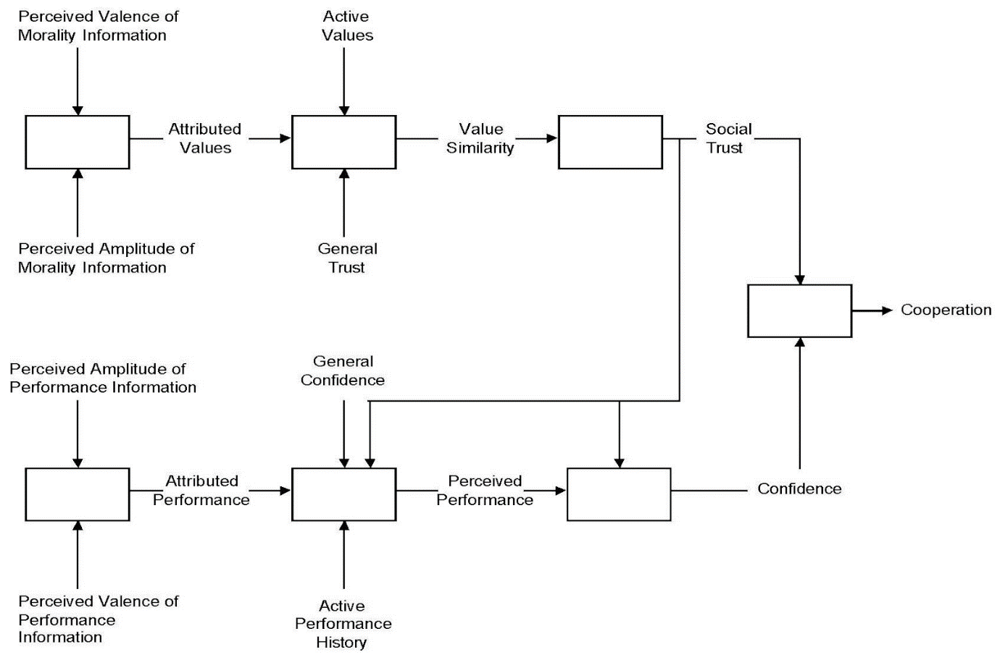 Perceived Valence of
Morality Information
Active
Values
Attributed
Values
Value
Similarity
Social
Trust
Perceived Amplitude of
Morality Information
General
Trust
Cooperation
Perceived Amplitude of
Performance Information
General
Confidence
Attributed
Performance
Perceived
Performance
Confidence
Perceived Valence of
Performance
Information
Active
Performance
History